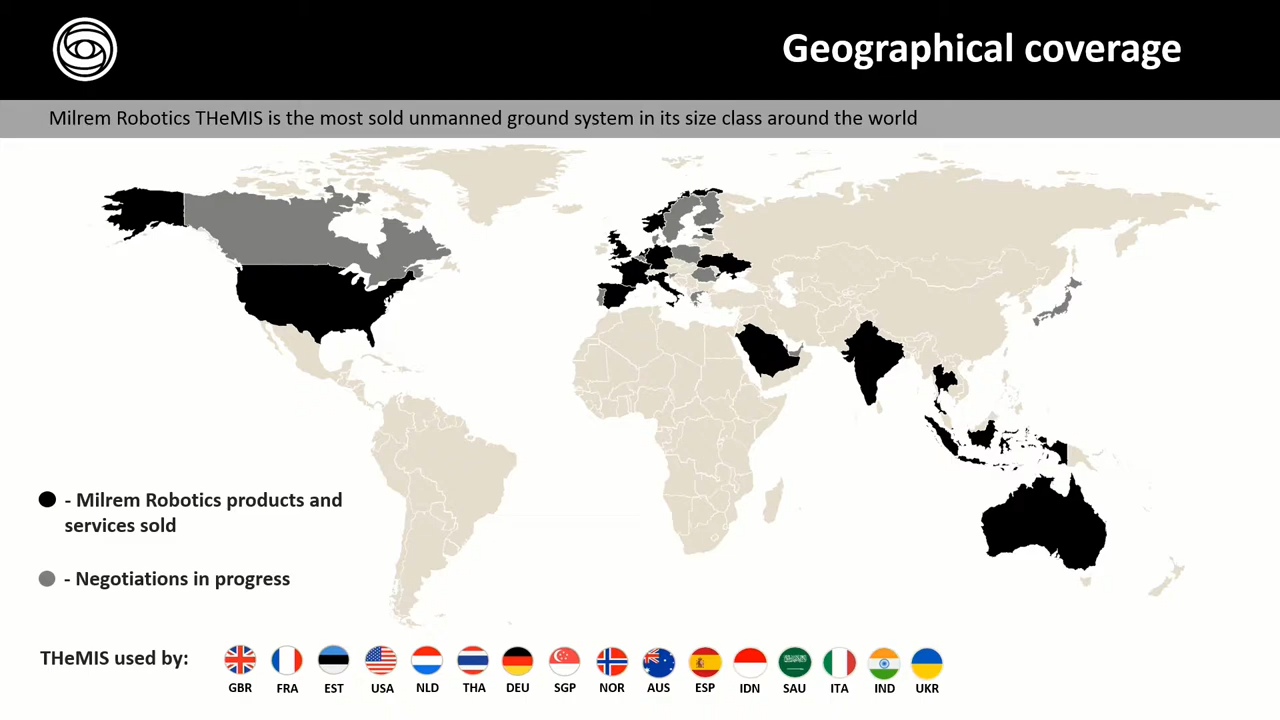 Geographical coverage
Milrem Robotics THeMIS is the most sold unmanned ground system in its size class around the world
- Milrem Robotics products and
services sold
- Negotiations in progress
THeMIS used by:
GBR FRA EST USA NLD THA DEU SGP NOR AUS ESP IDN SAU ITA IND UKR